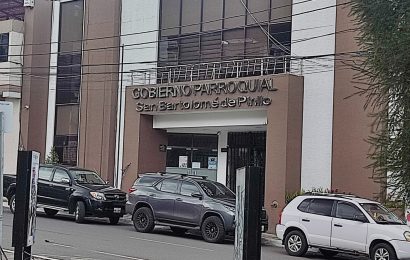 GOBIERNO PARROQUIAL
San Bartolomé de Pinllo